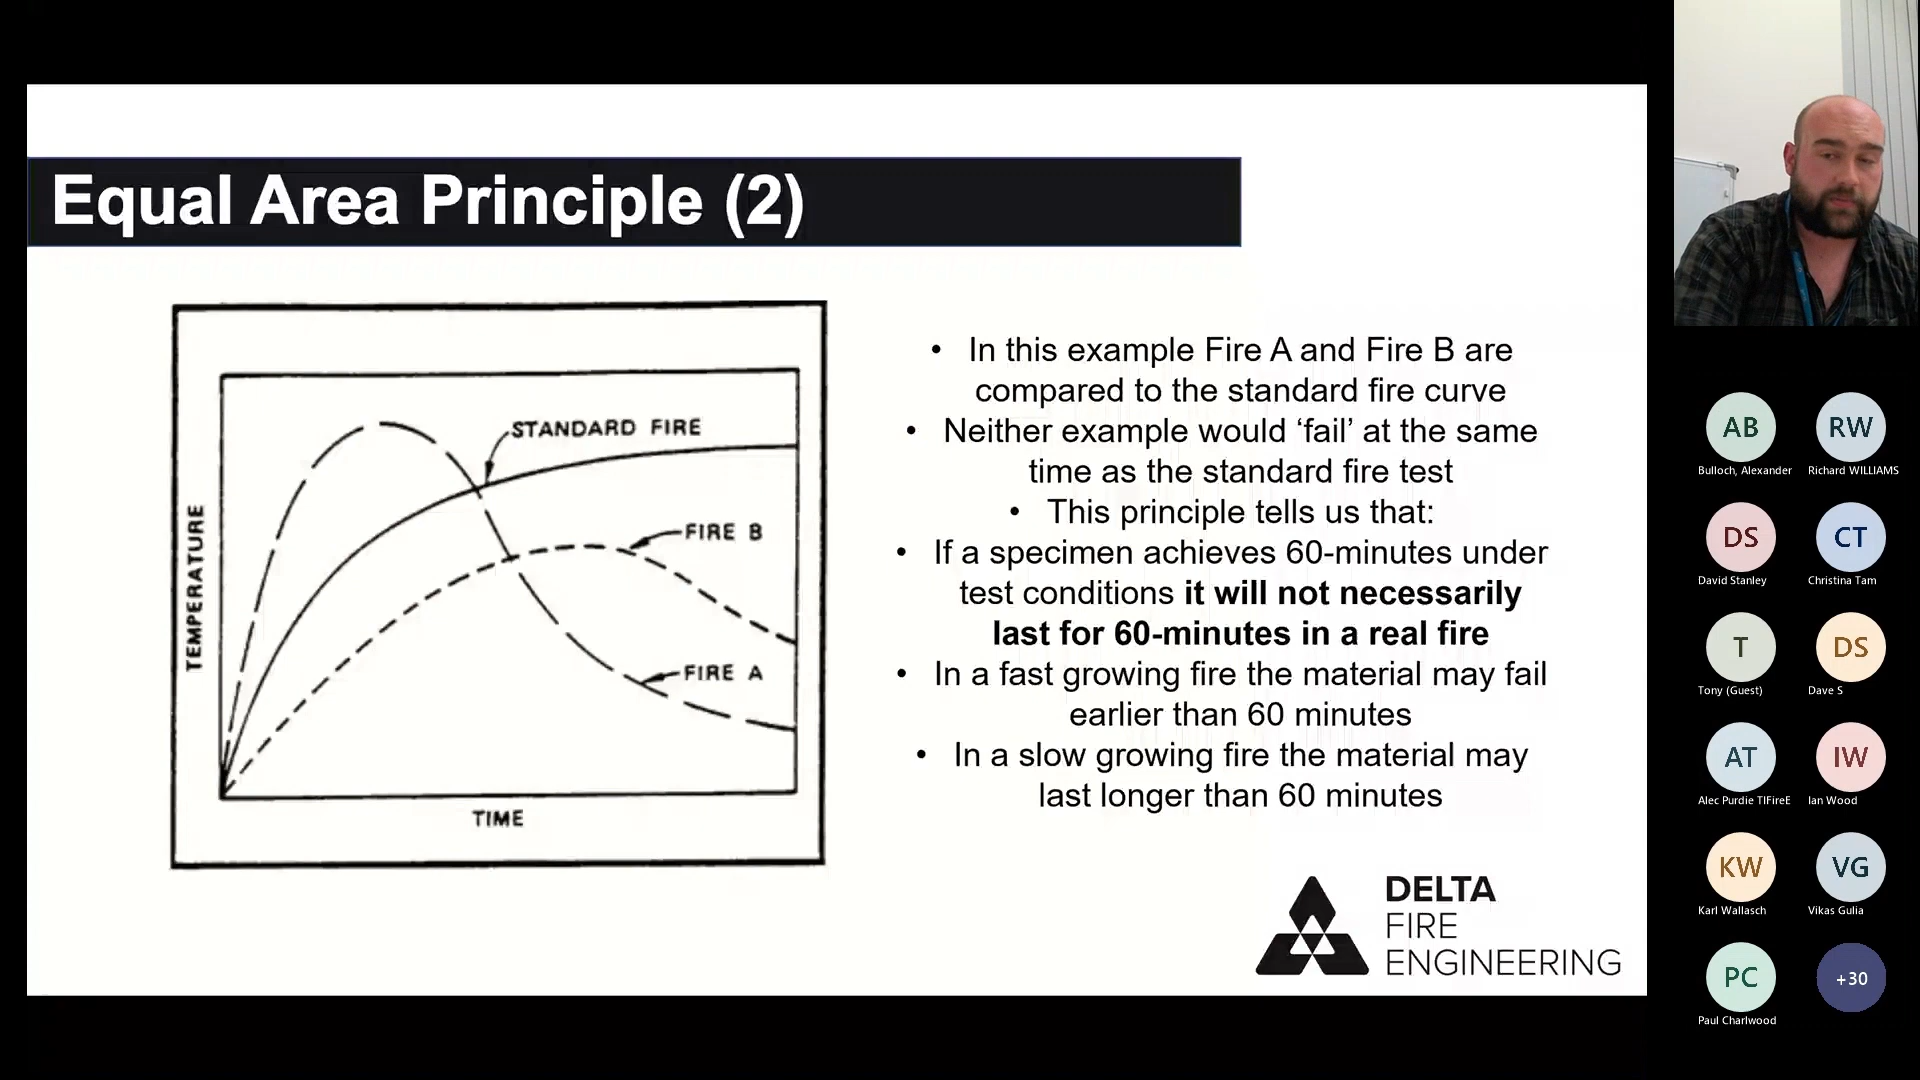 Equal Area Principle (2)
STANDARD FIRE
FIRE B
FIRE A
TEMPERATURE
TIME
• In this example Fire A and Fire B are
compared to the standard fire curve
• Neither example would ‘fail’ at the same
time as the standard fire test
• This principle tells us that:
• If a specimen achieves 60-minutes under
test conditions it will not necessarily
last for 60-minutes in a real fire
• In a fast growing fire the material may fail
earlier than 60 minutes
• In a slow growing fire the material may
last longer than 60 minutes
DELTA
FIRE
ENGINEERING
AB
Bulloch, Alexander
RW
Richard WILLIAMS
DS
David Stanley
CT
Christina Tam
T
Tony (Guest)
DS
Dave S
AT
Alec Purdie TIFireE
IW
Ian Wood
KW
Karl Wallasch
VG
Vikas Gulia
PC
Paul Charlwood
+30